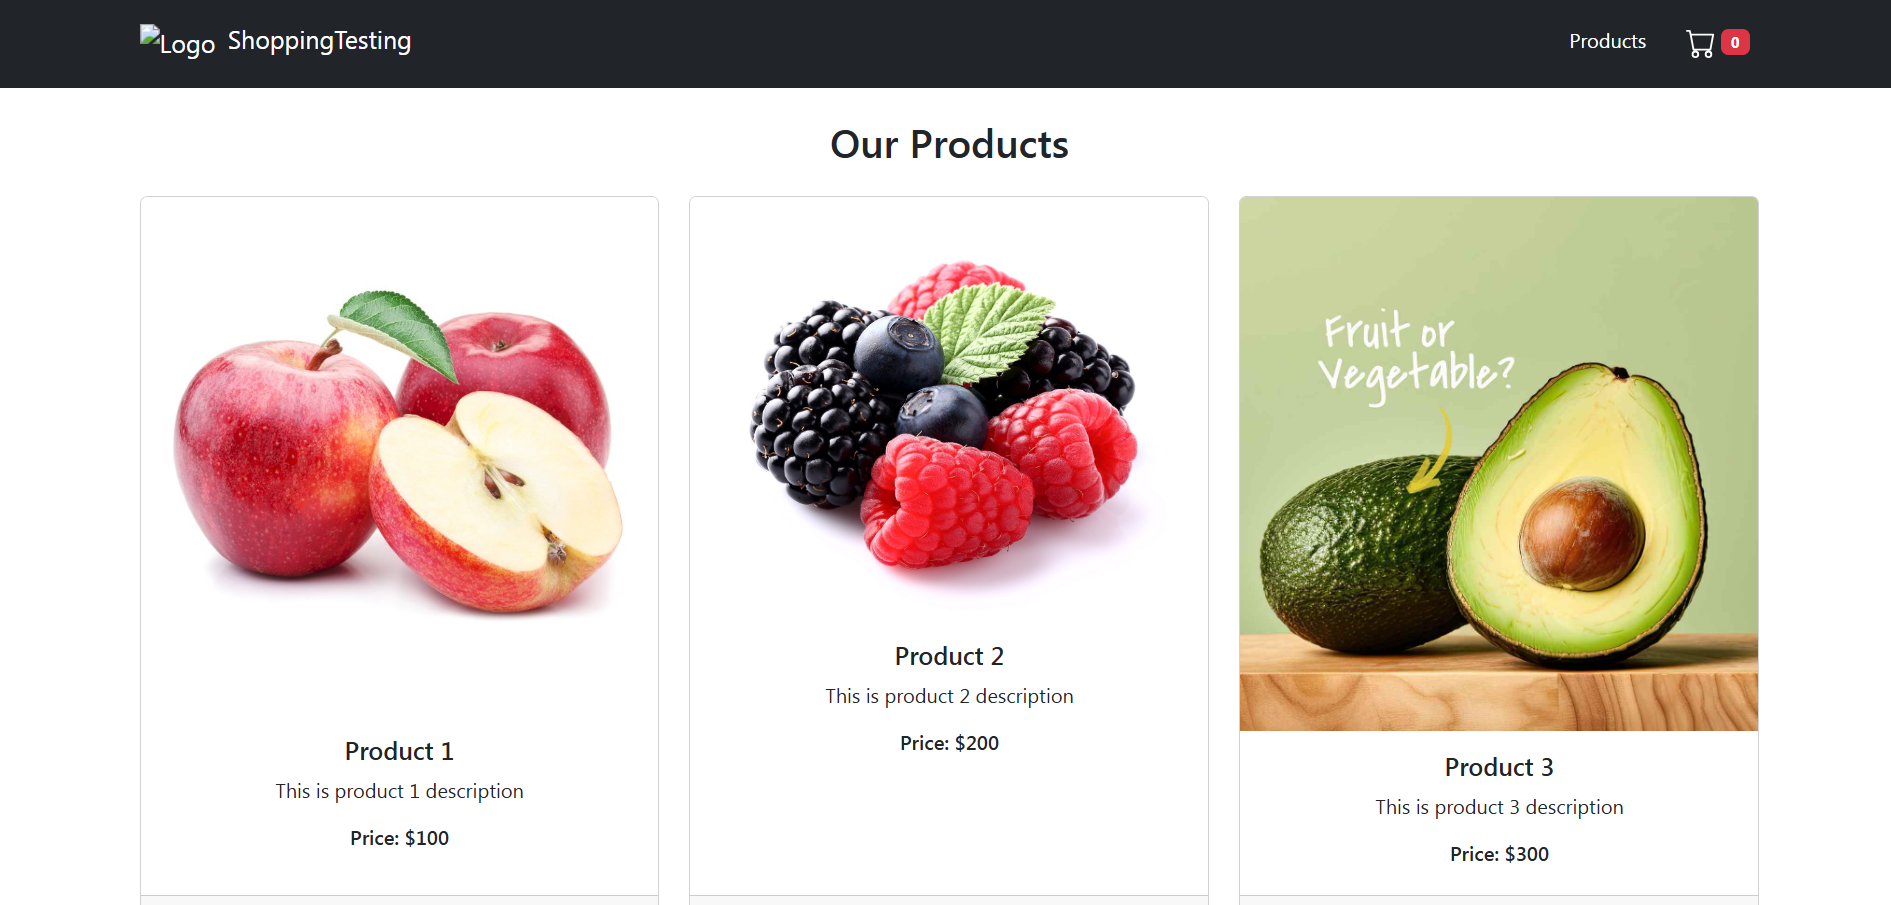 Logo ShoppingTesting
Products 0
Our Products
Product 1
This is product 1 description
Price: $100
Product 2
This is product 2 description
Price: $200
Fruit or
Vegetable?
Product 3
This is product 3 description
Price: $300